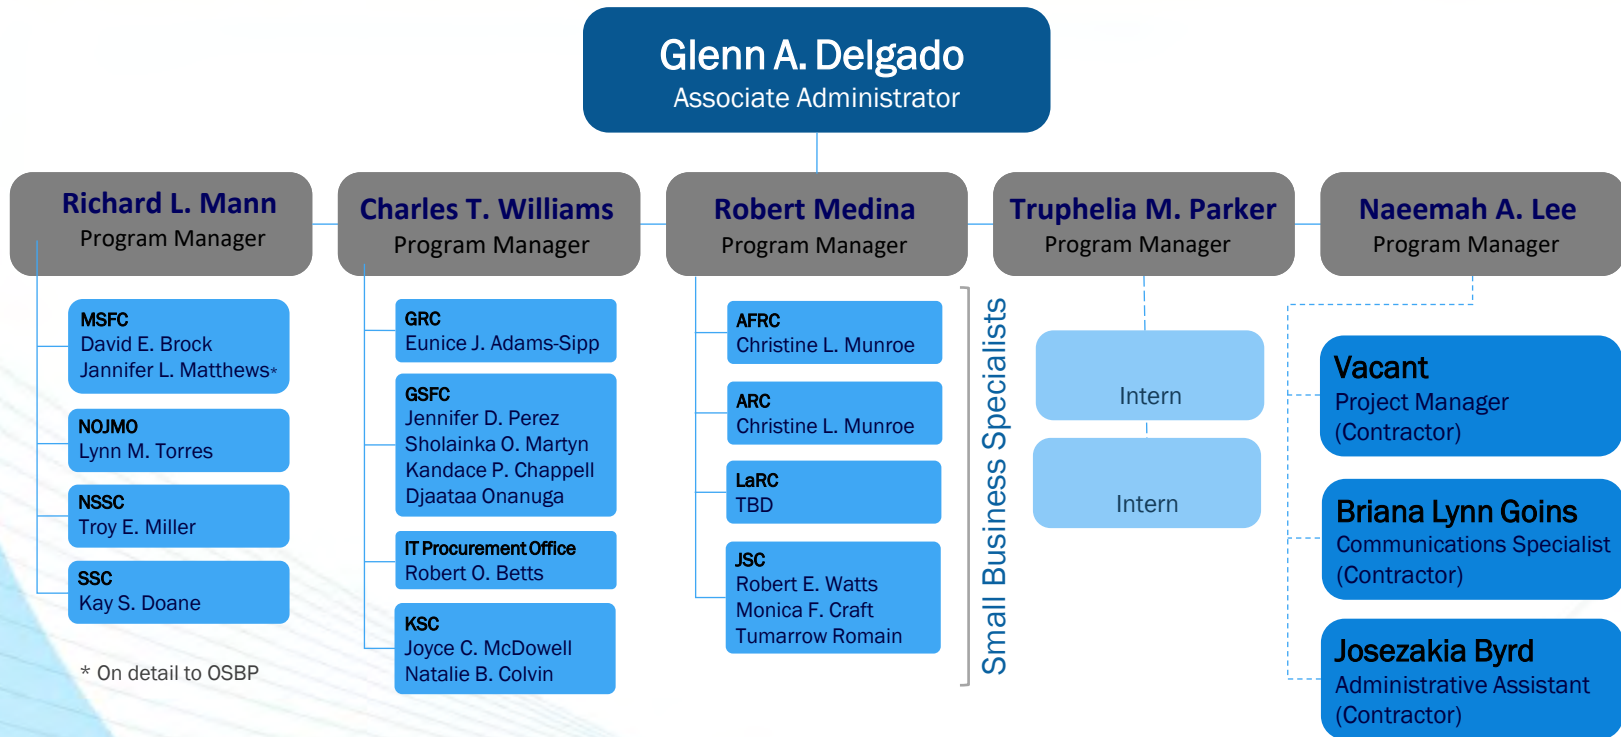 Glenn A. Delgado
Associate Administrator
Richard L. Mann
Program Manager
Charles T. Williams
Program Manager
Robert Medina
Program Manager
Truphelia M. Parker
Program Manager
Naeemah A. Lee
Program Manager
MSFC
David E. Brock
Jannifer L. Matthews*
NOJMO
Lynn M. Torres
NSSC
Troy E. Miller
SSC
Kay S. Doane
* On detail to OSBP
GRC
Eunice J. Adams-Sipp
GSFC
Jennifer D. Perez
Sholainka O. Martyn
Kandace P. Chappell
Djaataa Onanuga
IT Procurement Office
Robert O. Betts
KSC
Joyce C. McDowell
Natalie B. Colvin
AFRC
Christine L. Munroe
ARC
Christine L. Munroe
LaRC
TBD
JSC
Robert E. Watts
Monica F. Craft
Tumarrow Romain
Small Business Specialists
Intern
Intern
Vacant
Project Manager
(Contractor)
Briana Lynn Goins
Communications Specialist
(Contractor)
Josezakia Byrd
Administrative Assistant
(Contractor)